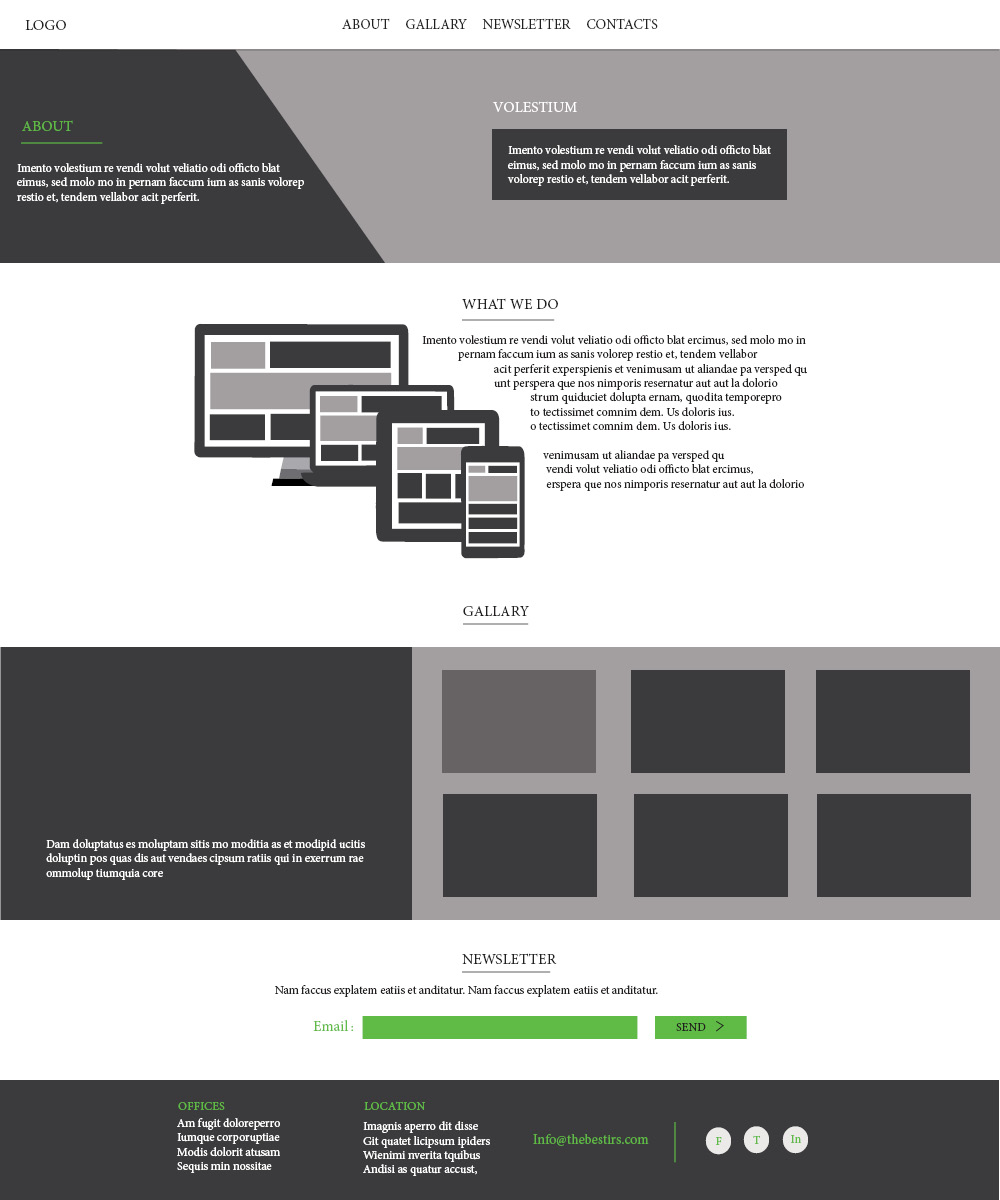 LOGO
ABOUT GALLARY NEWSLETTER CONTACTS
ABOUT
Imento volestium re vendi volut veliatio odi officto blat
eimus, sed molo mo in pernam faccum ium as sanis volorep
restio et, tendem vellabor acit perferit.
VOLESTIUM
Imento volestium re vendi volut veliatio odi officto blat
eimus, sed molo mo in pernam faccum ium as sanis
volorep restio et, tendem vellabor acit perferit.
WHAT WE DO
Imento volestium re vendi volut veliatio odi officto blat ercimus, sed molo mo in
pernam faccum ium as sanis volorep restio et, tendem vellabor
acit perferit experspienis et venimusam ut aliandae pa versped qu
unt perspera que nos nimporis resernatur aut aut la dolorio
strum quiduciet dolupta ernam, quodita temporepro
to tectissimet comnim dem. Us doloris ius.
o tectissimet comnim dem. Us doloris ius.
venimusam ut aliandae pa versped qu
vendi volut veliatio odi officto blat ercimus,
erspera que nos nimporis resernatur aut aut la dolorio
GALLARY
Dam doluptatus es moluptam sitis mo moditia as et modipid ucitis
doluptin pos quas dis aut vendaes cipsum ratiis qui in exerrum rae
ommolup tiumquia core
NEWSLETTER
Nam faccus explatem eatiis et anditatur. Nam faccus explatem eatiis et anditatur.
Email :
SEND >
OFFICES
Am fugit doloreperro
Iumque corporuptiae
Modis dolorit atusam
Sequis min nossitae
LOCATION
Imagnis aperro dit disse
Git quatet licipsum ipiders
Wienimi nverita tquibus
Andisi as quatur accust,
Info@thebestirs.com
F T In